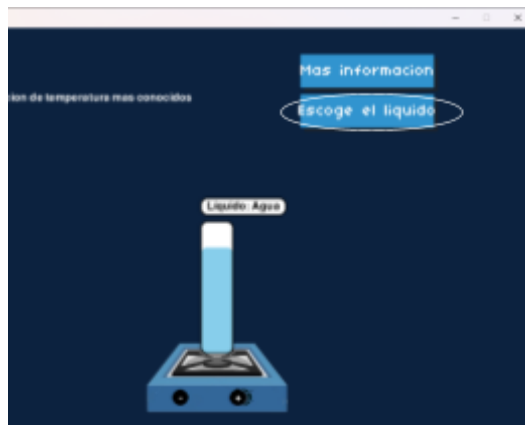 Mas informacion
cion de temperatura mas conocidos
Escoge el liquido
Liquido: Agua
- +